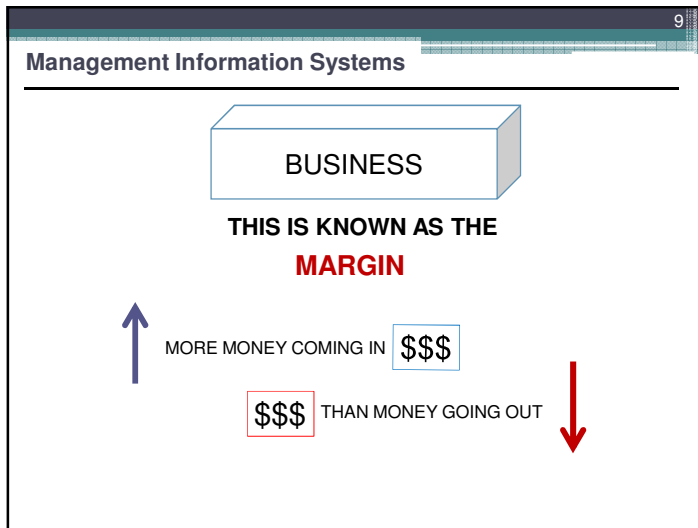 9
Management Information Systems
BUSINESS
THIS IS KNOWN AS THE
MARGIN
MORE MONEY COMING IN $$$
$$$ THAN MONEY GOING OUT